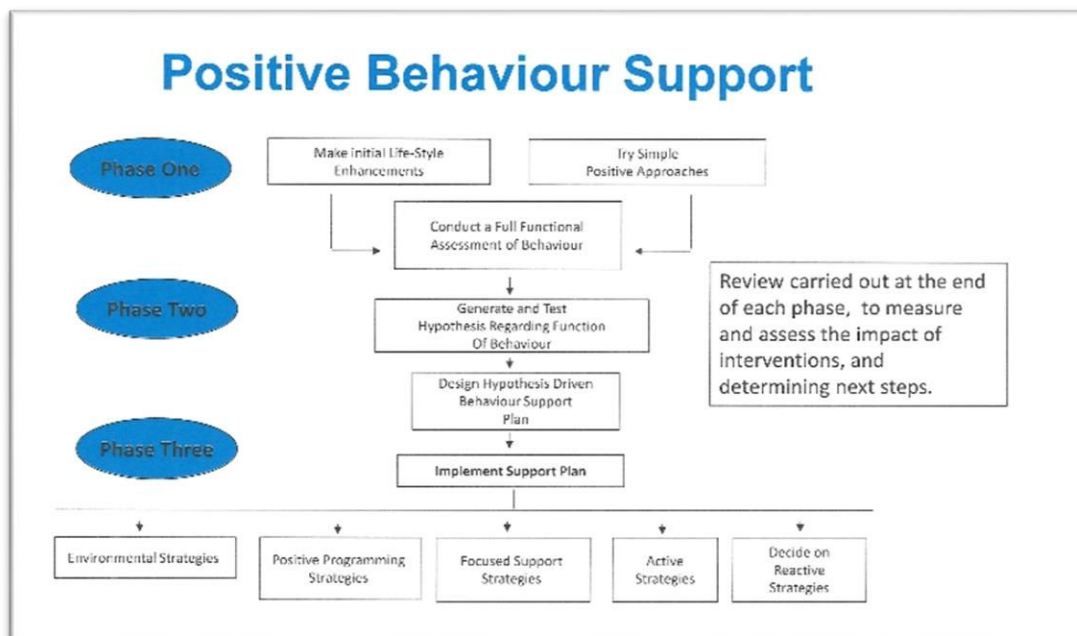 Positive Behaviour Support
Phase One
Make initial Life-Style
Enhancements
Try Simple
Positive Approaches
Conduct a Full Functional
Assessment of Behaviour
Phase Two
Generate and Test
Hypothesis Regarding Function
Of Behaviour
Review carried out at the end
of each phase, to measure
and assess the impact of
interventions, and
determining next steps.
Design Hypothesis Driven
Behaviour Support
Plan
Phase Three
Implement Support Plan
Environmental Strategies
Positive Programming
Strategies
Focused Support
Strategies
Active
Strategies
Decide on
Reactive
Strategies